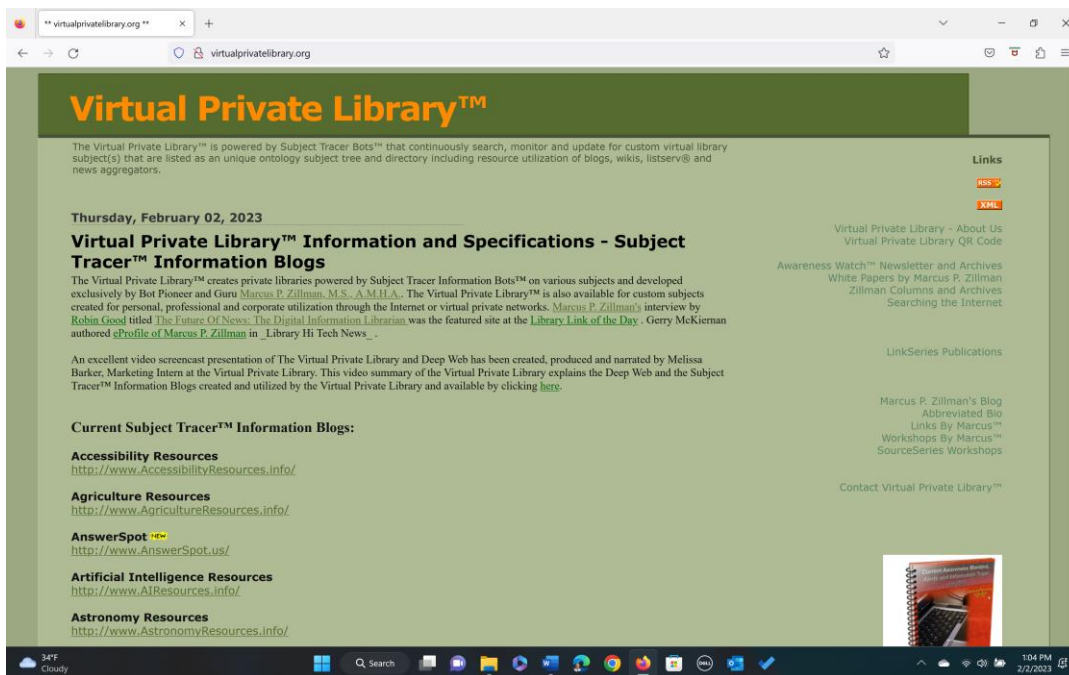 ** virtualprivatelibrary.org **
virtualprivatelibrary.org
Virtual Private Library™
The Virtual Private Library™ is powered by Subject Tracer Bots™ that continuously search, monitor and update for custom virtual library
subject(s) that are listed as an unique ontology subject tree and directory including resource utilization of blogs, wikis, listserv® and
news aggregators.
Thursday, February 02, 2023
Virtual Private Library™ Information and Specifications - Subject
Tracer™ Information Blogs
The Virtual Private Library™ creates private libraries powered by Subject Tracer Information Bots™ on various subjects and developed
exclusively by Bot Pioneer and Guru Marcus P. Zillman, M.S., A.M.H.A.. The Virtual Private Library™ is also available for custom subjects
created for personal, professional and corporate utilization through the Internet or virtual private networks. Marcus P. Zillman's interview by
Robin Good titled The Future Of News: The Digital Information Librarian was the featured site at the Library Link of the Day . Gerry McKiernan
authored eProfile of Marcus P. Zillman in _Library Hi Tech News_ .
An excellent video screencast presentation of The Virtual Private Library and Deep Web has been created, produced and narrated by Melissa
Barker, Marketing Intern at the Virtual Private Library. This video summary of the Virtual Private Library explains the Deep Web and the Subject
Tracer™ Information Blogs created and utilized by the Virtual Private Library and available by clicking here.
Current Subject Tracer™ Information Blogs:
Accessibility Resources
http://www.AccessibilityResources.info/
Agriculture Resources
http://www.AgricultureResources.info/
AnswerSpot NEW
http://www.AnswerSpot.us/
Artificial Intelligence Resources
http://www.AIResources.info/
Astronomy Resources
http://www.AstronomyResources.info/
Links
RSS
XML
Virtual Private Library - About Us
Virtual Private Library QR Code
Awareness Watch™ Newsletter and Archives
White Papers by Marcus P. Zillman
Zillman Columns and Archives
Searching the Internet
LinkSeries Publications
Marcus P. Zillman's Blog
Abbreviated Bio
Links By Marcus™
Workshops By Marcus™
SourceSeries Workshops
Contact Virtual Private Library™
34°F
Cloudy
Search
DELL
1:04 PM
2/2/2023